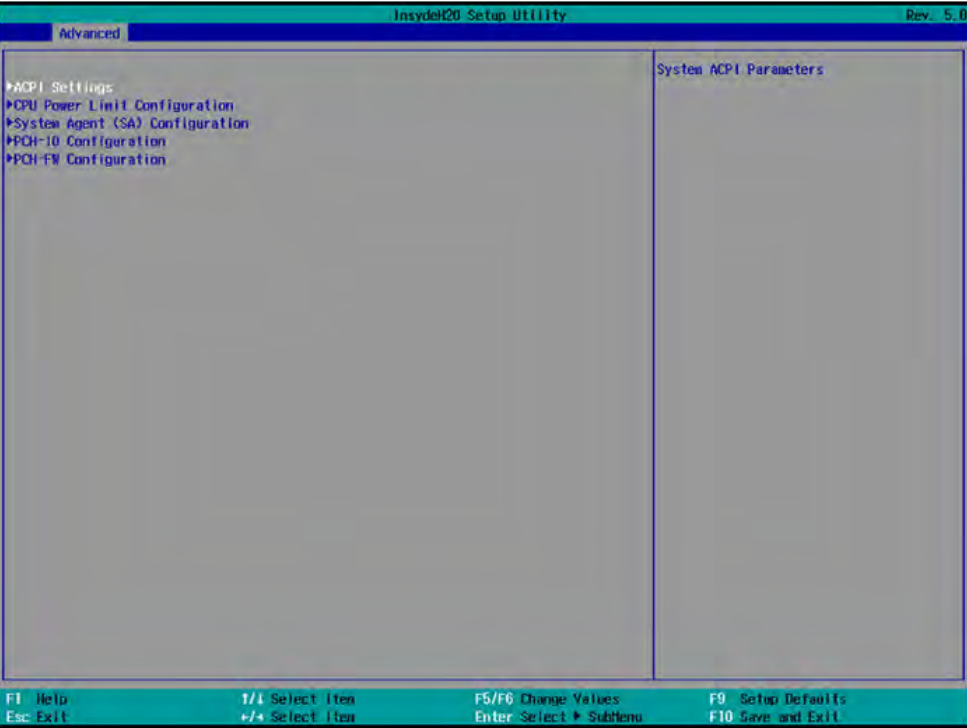 InsydeH20 Setup Utility Rev. 5.0
Advanced
System ACPI Parameters
▶ACPI Settings
▶CPU Power Limit Configuration
▶System Agent (SA) Configuration
▶PCH-IO Configuration
▶PCH-FW Configuration
F1 Help ↑/↓ Select Item F5/F6 Change Values F9 Setup Defaults
Esc Exit ←/→ Select Item Enter Select ▶ SubMenu F10 Save and Exit